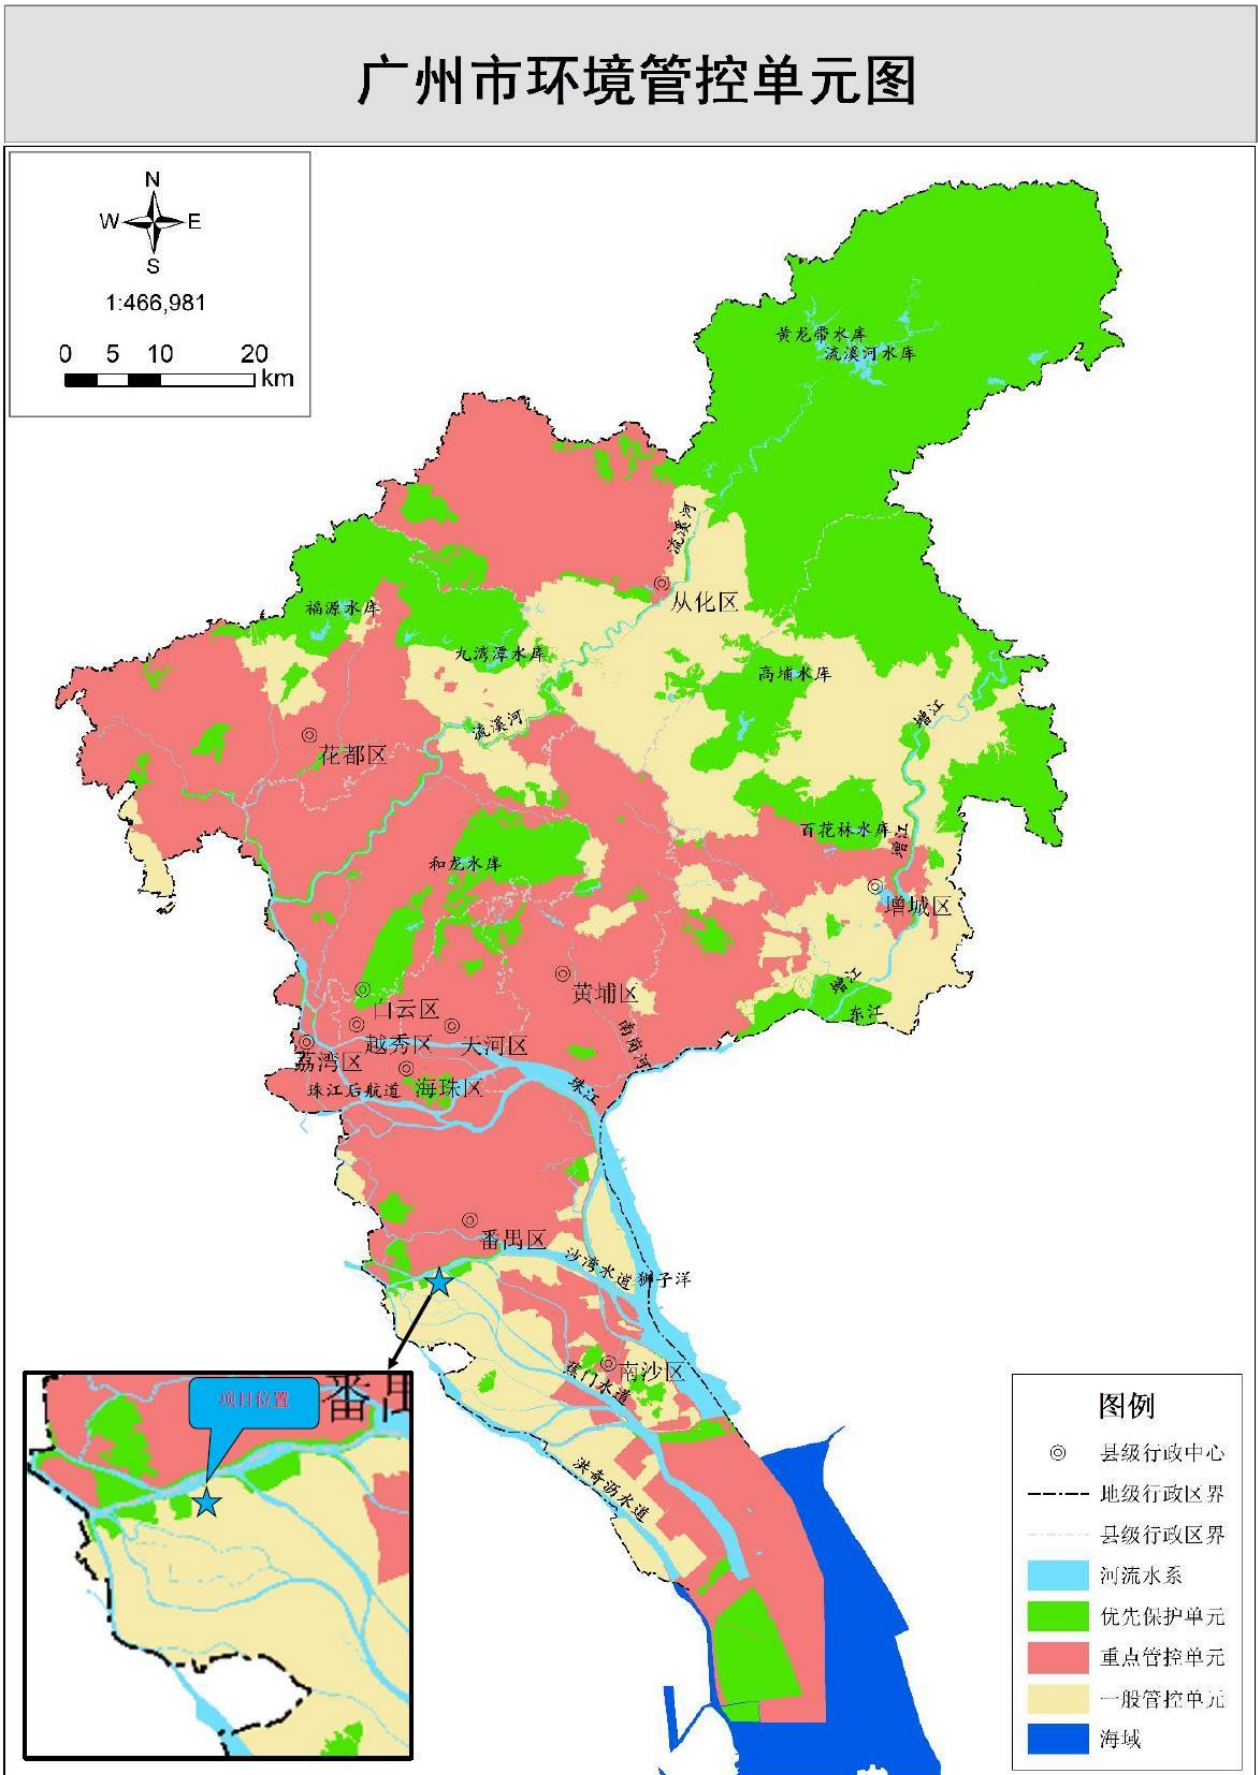 广州市环境管控单元图
N
W E
S
1:466,981
0 5 10 20
km
黄龙带水库
流溪河水库
流溪河
从化区
福源水库
九湾潭水库
高埔水库
增江
流溪河
花都区
百花林水库
增江
和龙水库
增城区
黄埔区
增江
东江
白云区
越秀区
天河区
南岗河
荔湾区
珠江后航道
海珠区
珠江
番禺区
沙湾水道
狮子洋
南沙区
蕉门水道
洪奇沥水道
项目位置
番
图例
县级行政中心
地级行政区界
县级行政区界
河流水系
优先保护单元
重点管控单元
一般管控单元
海域